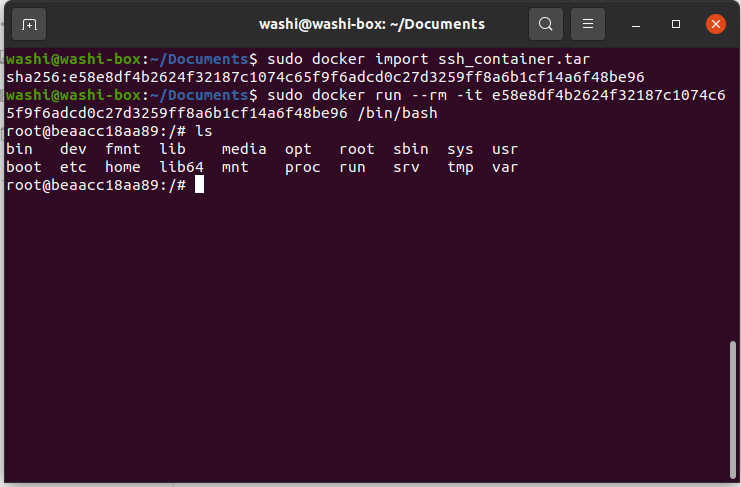 washi@washi-box: ~/Documents
washi@washi-box:~/Documents$ sudo docker import ssh_container.tar
sha256:e58e8df4b2624f32187c1074c65f9f6adcd0c27d3259ff8a6b1cf14a6f48be96
washi@washi-box:~/Documents$ sudo docker run --rm -it e58e8df4b2624f32187c1074c6
5f9f6adcd0c27d3259ff8a6b1cf14a6f48be96 /bin/bash
root@beaacc18aa89:/# ls
bin   dev  fmnt  lib    media  opt   root  sbin  sys  usr
boot  etc  home  lib64  mnt    proc  run   srv   tmp  var
root@beaacc18aa89:/#